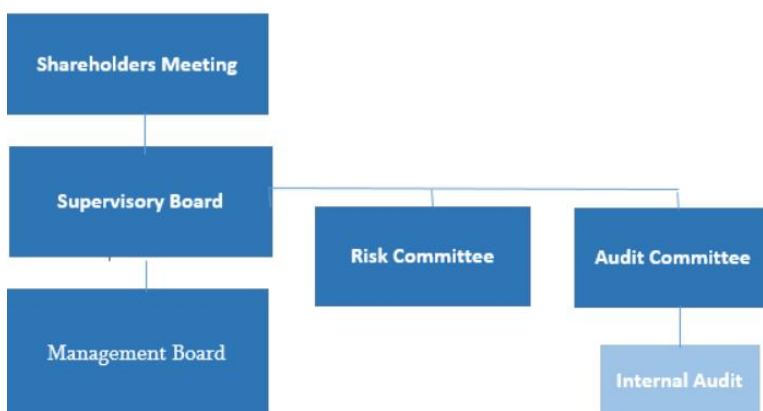 Shareholders Meeting
Supervisory Board
Risk Committee
Audit Committee
Management Board
Internal Audit